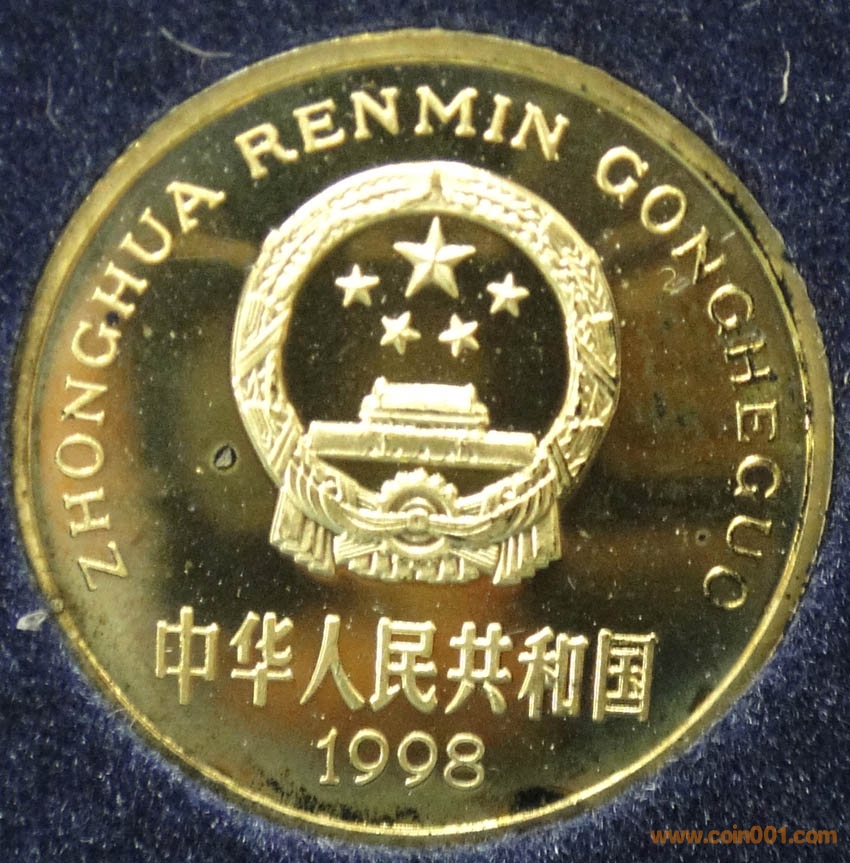 ZHONGHUA RENMIN GONGHEGUO
中华人民共和国
1998
www.coin001.com